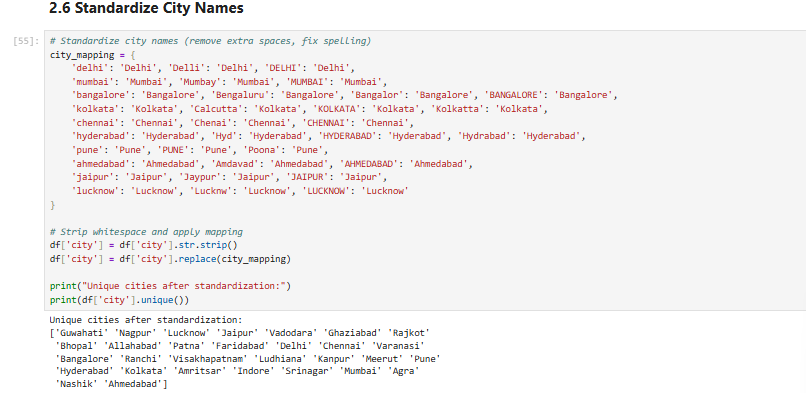 2.6 Standardize City Names
[55]: # Standardize city names (remove extra spaces, fix spelling)
city_mapping = {
    'delhi': 'Delhi', 'Delli': 'Delhi', 'DELHI': 'Delhi',
    'mumbai': 'Mumbai', 'Mumbay': 'Mumbai', 'MUMBAI': 'Mumbai',
    'bangalore': 'Bangalore', 'Bengaluru': 'Bangalore', 'Bangalor': 'Bangalore', 'BANGALORE': 'Bangalore',
    'kolkata': 'Kolkata', 'Calcutta': 'Kolkata', 'KOLKATA': 'Kolkata', 'Kolkatta': 'Kolkata',
    'chennai': 'Chennai', 'Chenai': 'Chennai', 'CHENNAI': 'Chennai',
    'hyderabad': 'Hyderabad', 'Hyd': 'Hyderabad', 'HYDERABAD': 'Hyderabad', 'Hydrabad': 'Hyderabad',
    'pune': 'Pune', 'PUNE': 'Pune', 'Poona': 'Pune',
    'ahmedabad': 'Ahmedabad', 'Amdavad': 'Ahmedabad', 'AHMEDABAD': 'Ahmedabad',
    'jaipur': 'Jaipur', 'Jaypur': 'Jaipur', 'JAIPUR': 'Jaipur',
    'lucknow': 'Lucknow', 'Lucknw': 'Lucknow', 'LUCKNOW': 'Lucknow'
}
# Strip whitespace and apply mapping
df['city'] = df['city'].str.strip()
df['city'] = df['city'].replace(city_mapping)
print("Unique cities after standardization:")
print(df['city'].unique())
Unique cities after standardization:
['Guwahati' 'Nagpur' 'Lucknow' 'Jaipur' 'Vadodara' 'Ghaziabad' 'Rajkot'
 'Bhopal' 'Allahabad' 'Patna' 'Faridabad' 'Delhi' 'Chennai' 'Varanasi'
 'Bangalore' 'Ranchi' 'Visakhapatnam' 'Ludhiana' 'Kanpur' 'Meerut' 'Pune'
 'Hyderabad' 'Kolkata' 'Amritsar' 'Indore' 'Srinagar' 'Mumbai' 'Agra'
 'Nashik' 'Ahmedabad']